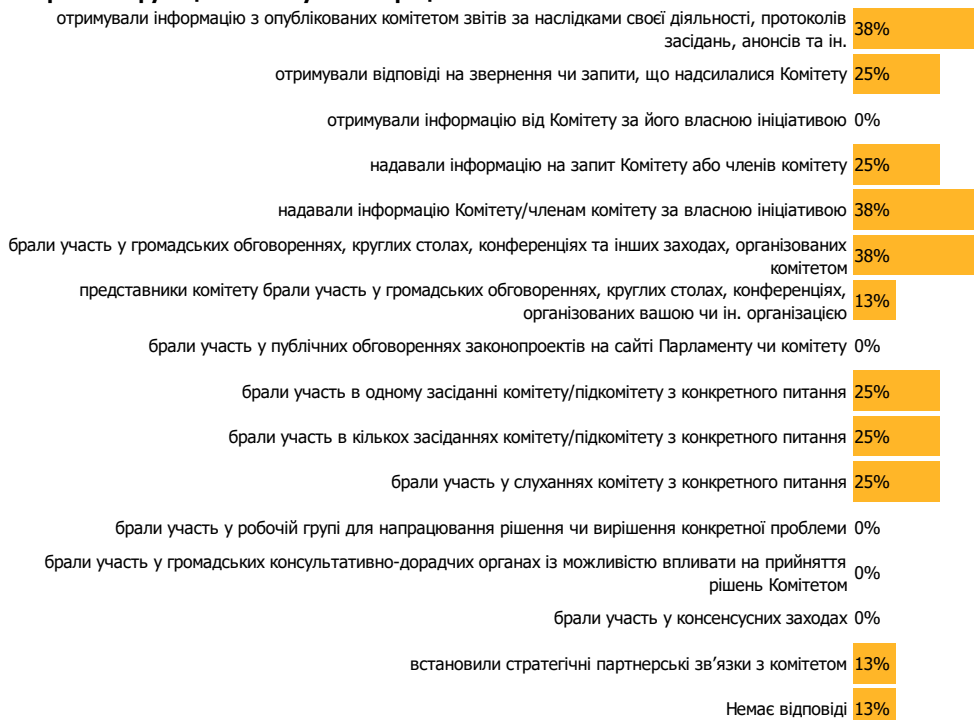 отримували інформацію з опублікованих комітетом звітів за наслідками своєї діяльності, протоколів
засідань, анонсів та ін.
38%
отримували відповіді на звернення чи запити, що надсилалися Комітету 25%
отримували інформацію від Комітету за його власною ініціативою 0%
надавали інформацію на запит Комітету або членів комітету 25%
надавали інформацію Комітету/членам комітету за власною ініціативою 38%
брали участь у громадських обговореннях, круглих столах, конференціях та інших заходах, організованих
комітетом
38%
представники комітету брали участь у громадських обговореннях, круглих столах, конференціях,
організованих вашою чи ін. організацією
13%
брали участь у публічних обговореннях законопроектів на сайті Парламенту чи комітету 0%
брали участь в одному засіданні комітету/підкомітету з конкретного питання 25%
брали участь в кількох засіданнях комітету/підкомітету з конкретного питання 25%
брали участь у слуханнях комітету з конкретного питання 25%
брали участь у робочій групі для напрацювання рішення чи вирішення конкретної проблеми 0%
брали участь у громадських консультативно-дорадчих органах із можливістю впливати на прийняття
рішень Комітетом
0%
брали участь у консенсусних заходах 0%
встановили стратегічні партнерські зв’язки з комітетом 13%
Немає відповіді 13%